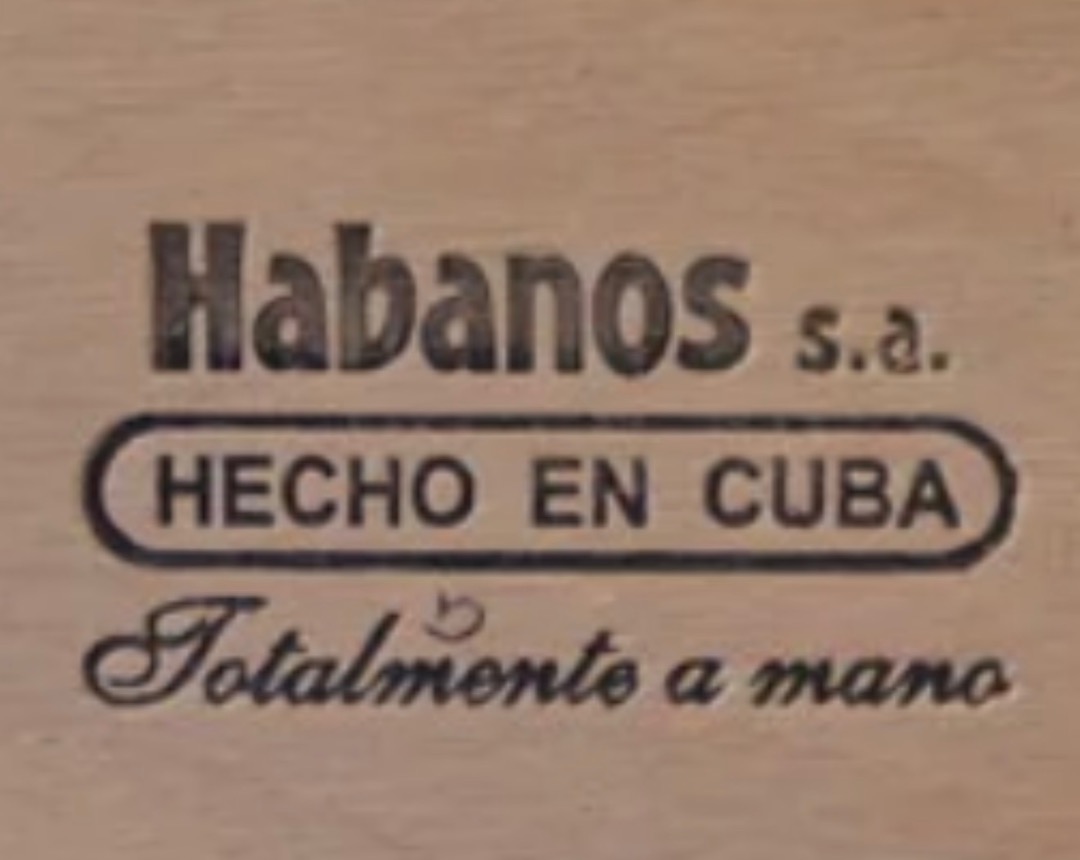 Habanos s.a.
HECHO EN CUBA
Totalmente a mano